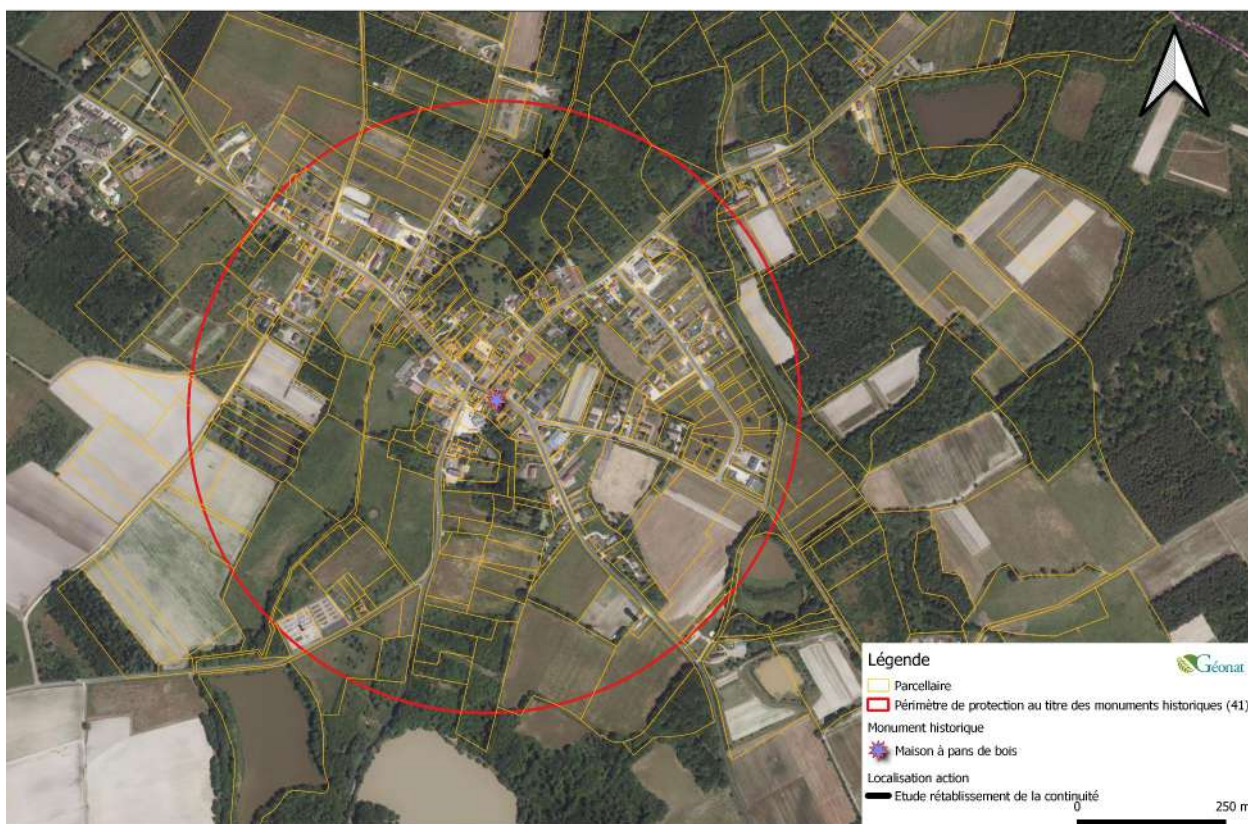 Légende
Géonat
Parcellaire
Périmètre de protection au titre des monuments historiques (41)
Monument historique
Maison à pans de bois
Localisation action
Etude rétablissement de la continuité
0 250 m